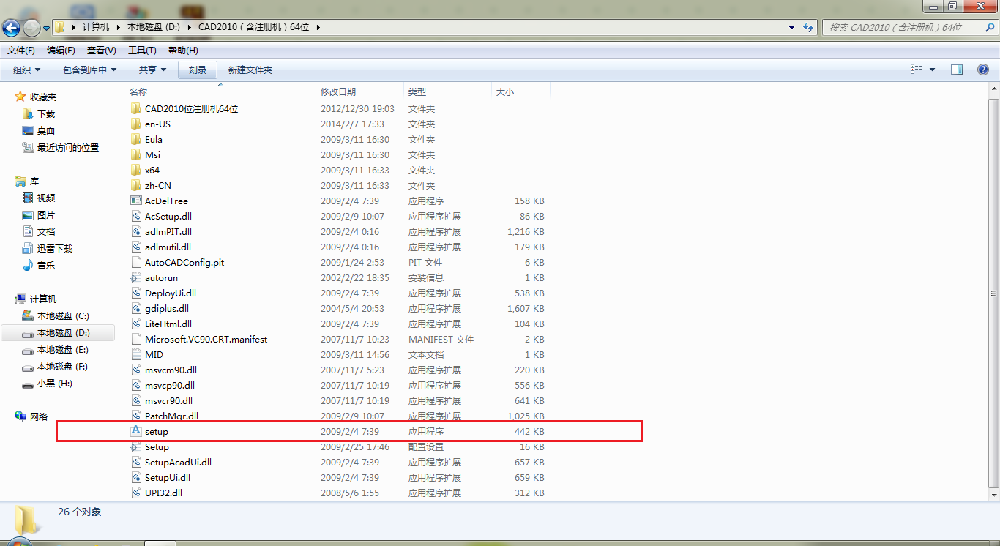 计算机 本地磁盘 (D:) CAD2010（含注册机）64位
搜索 CAD2010（含注册机）64位
文件(F) 编辑(E) 查看(V) 工具(T) 帮助(H)
组织 包含到库中 共享 刻录 新建文件夹
收藏夹
下载
桌面
最近访问的位置
库
视频
图片
文档
迅雷下载
音乐
计算机
本地磁盘 (C:)
本地磁盘 (D:)
本地磁盘 (E:)
本地磁盘 (F:)
小黑 (H:)
网络
名称 修改日期 类型 大小
CAD2010位注册机64位 2012/12/30 19:03 文件夹
en-US 2014/2/7 17:33 文件夹
Eula 2009/3/11 16:30 文件夹
Msi 2009/3/11 16:30 文件夹
x64 2009/3/11 16:33 文件夹
zh-CN 2009/3/11 16:33 文件夹
AcDelTree 2009/2/4 7:39 应用程序 158 KB
AcSetup.dll 2009/2/9 10:07 应用程序扩展 86 KB
adlmPIT.dll 2009/2/4 0:16 应用程序扩展 1,216 KB
adlmutil.dll 2009/2/4 0:16 应用程序扩展 179 KB
AutoCADConfig.pit 2009/1/24 2:53 PIT 文件 6 KB
autorun 2002/2/22 18:35 安装信息 1 KB
DeployUi.dll 2009/2/4 7:39 应用程序扩展 538 KB
gdiplus.dll 2004/5/4 20:53 应用程序扩展 1,607 KB
LiteHtml.dll 2009/2/4 7:39 应用程序扩展 104 KB
Microsoft.VC90.CRT.manifest 2007/11/7 10:23 MANIFEST 文件 2 KB
MID 2009/3/11 14:56 文本文档 1 KB
msvcm90.dll 2007/11/7 5:23 应用程序扩展 220 KB
msvcp90.dll 2007/11/7 10:19 应用程序扩展 556 KB
msvcr90.dll 2007/11/7 10:19 应用程序扩展 641 KB
PatchMgr.dll 2009/2/9 10:07 应用程序扩展 1,025 KB
setup 2009/2/4 7:39 应用程序 442 KB
Setup 2009/2/25 17:46 配置设置 16 KB
SetupAcadUi.dll 2009/2/4 7:39 应用程序扩展 657 KB
SetupUi.dll 2009/2/4 7:39 应用程序扩展 659 KB
UPI32.dll 2008/5/6 1:55 应用程序扩展 312 KB
26 个对象